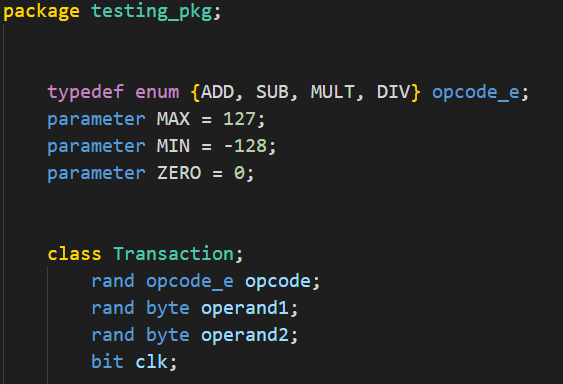 package testing_pkg;
typedef enum {ADD, SUB, MULT, DIV} opcode_e;
parameter MAX = 127;
parameter MIN = -128;
parameter ZERO = 0;
class Transaction;
rand opcode_e opcode;
rand byte operand1;
rand byte operand2;
bit clk;